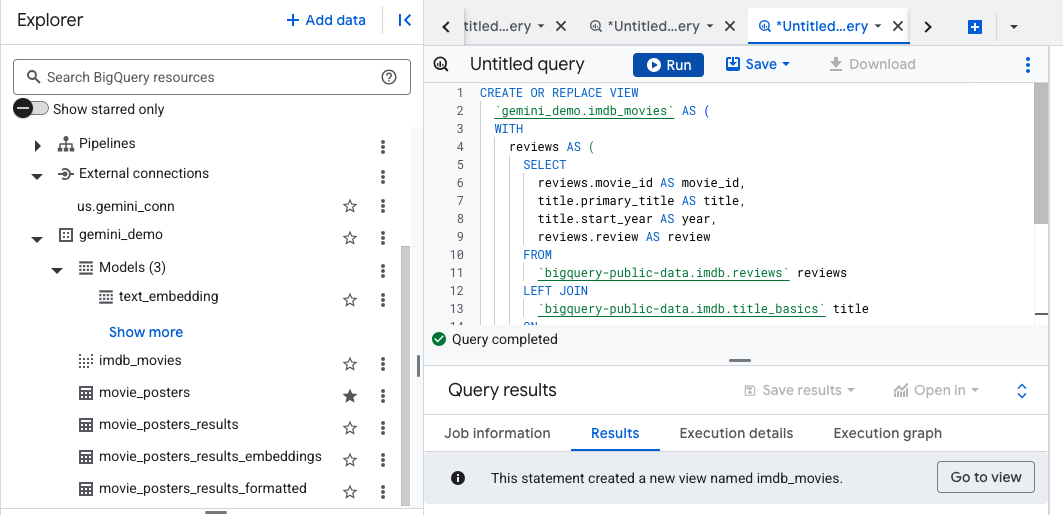 Explorer
+ Add data
Search BigQuery resources
Show starred only
Pipelines
External connections
us.gemini_conn
gemini_demo
Models (3)
text_embedding
Show more
imdb_movies
movie_posters
movie_posters_results
movie_posters_results_embeddings
movie_posters_results_formatted
titled…ery
*Untitled…ery
*Untitled…ery
Untitled query
Run
Save
Download
1 CREATE OR REPLACE VIEW
2 `gemini_demo.imdb_movies` AS (
3 WITH
4 reviews AS (
5 SELECT
6 reviews.movie_id AS movie_id,
7 title.primary_title AS title,
8 title.start_year AS year,
9 reviews.review AS review
10 FROM
11 `bigquery-public-data.imdb.reviews` reviews
12 LEFT JOIN
13 `bigquery-public-data.imdb.title_basics` title
14 ON
Query completed
Query results
Save results
Open in
Job information
Results
Execution details
Execution graph
This statement created a new view named imdb_movies.
Go to view